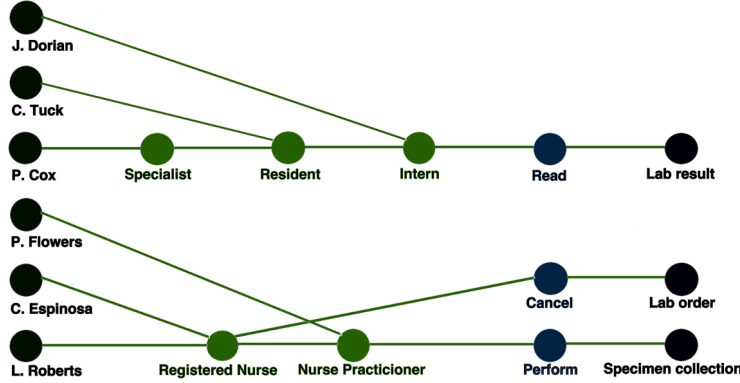 J. Dorian
C. Tuck
P. Cox
Specialist
Resident
Intern
Read
Lab result
P. Flowers
C. Espinosa
Cancel
Lab order
L. Roberts
Registered Nurse
Nurse Practicioner
Perform
Specimen collection